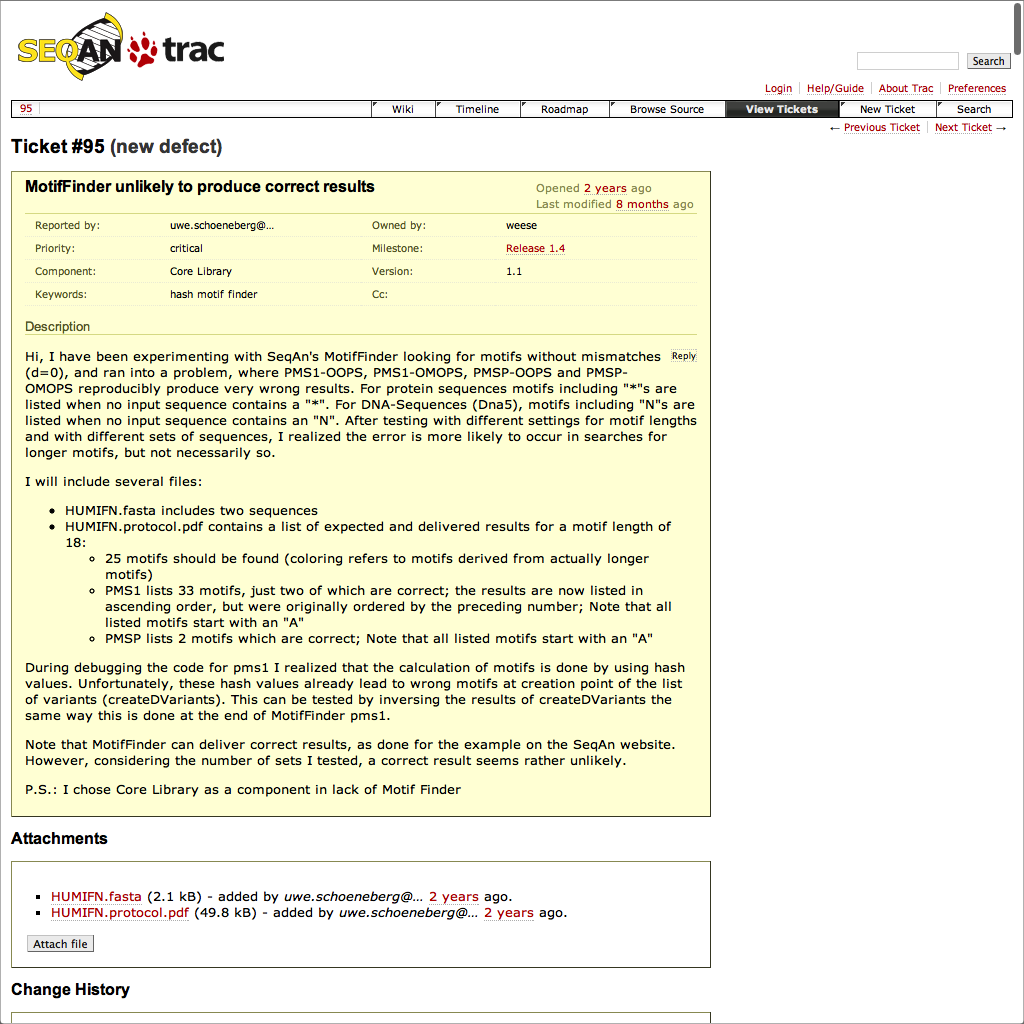 SEQAN trac
Search
Login Help/Guide About Trac Preferences
95 Wiki Timeline Roadmap Browse Source View Tickets New Ticket Search
← Previous Ticket Next Ticket →
Ticket #95 (new defect)
MotifFinder unlikely to produce correct results
Opened 2 years ago
Last modified 8 months ago
Reported by: uwe.schoeneberg@… Owned by: weese
Priority: critical Milestone: Release 1.4
Component: Core Library Version: 1.1
Keywords: hash motif finder Cc:
Description
Reply
Hi, I have been experimenting with SeqAn's MotifFinder looking for motifs without mismatches
(d=0), and ran into a problem, where PMS1-OOPS, PMS1-OMOPS, PMSP-OOPS and PMSP-
OMOPS reproducibly produce very wrong results. For protein sequences motifs including "*"s are
listed when no input sequence contains a "*". For DNA-Sequences (Dna5), motifs including "N"s are
listed when no input sequence contains an "N". After testing with different settings for motif lengths
and with different sets of sequences, I realized the error is more likely to occur in searches for
longer motifs, but not necessarily so.
I will include several files:
• HUMIFN.fasta includes two sequences
• HUMIFN.protocol.pdf contains a list of expected and delivered results for a motif length of
18:
◦ 25 motifs should be found (coloring refers to motifs derived from actually longer
motifs)
◦ PMS1 lists 33 motifs, just two of which are correct; the results are now listed in
ascending order, but were originally ordered by the preceding number; Note that all
listed motifs start with an "A"
◦ PMSP lists 2 motifs which are correct; Note that all listed motifs start with an "A"
During debugging the code for pms1 I realized that the calculation of motifs is done by using hash
values. Unfortunately, these hash values already lead to wrong motifs at creation point of the list
of variants (createDVariants). This can be tested by inversing the results of createDVariants the
same way this is done at the end of MotifFinder pms1.
Note that MotifFinder can deliver correct results, as done for the example on the SeqAn website.
However, considering the number of sets I tested, a correct result seems rather unlikely.
P.S.: I chose Core Library as a component in lack of Motif Finder
Attachments
▪ HUMIFN.fasta (2.1 kB) - added by uwe.schoeneberg@… 2 years ago.
▪ HUMIFN.protocol.pdf (49.8 kB) - added by uwe.schoeneberg@… 2 years ago.
Attach file
Change History